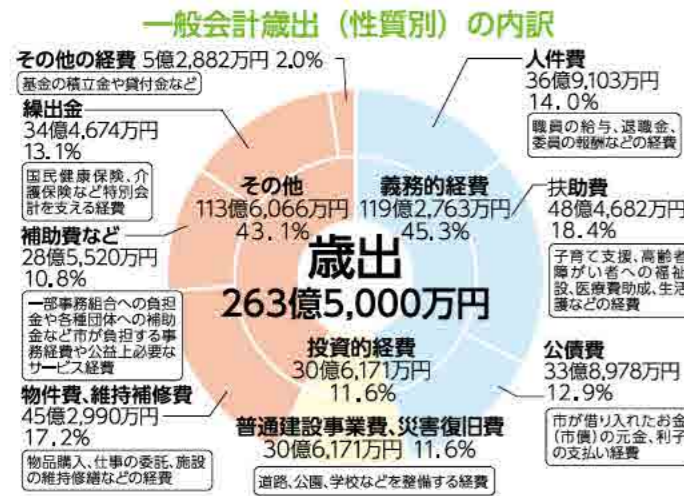 一般会計歳出（性質別）の内訳
その他の経費 5億2,882万円 2.0%
基金の積立金や貸付金など
繰出金
34億4,674万円
13.1%
国民健康保険、介
護保険など特別会
計を支える経費
補助費など
28億5,520万円
10.8%
一部事務組合への負担
金や各種団体への補助
金など市が負担する事
務経費や公益上必要な
サービス経費
物件費、維持補修費
45億2,990万円
17.2%
物品購入、仕事の委託、施設
の維持修繕などの経費
その他
113億6,066万円
43.1%
義務的経費
119億2,763万円
45.3%
歳出
263億5,000万円
投資的経費
30億6,171万円
11.6%
普通建設事業費、災害復旧費
30億6,171万円 11.6%
道路、公園、学校などを整備する経費
人件費
36億9,103万円
14.0%
職員の給与、退職金、
委員の報酬などの経費
扶助費
48億4,682万円
18.4%
子育て支援、高齢者
障がい者への福祉
設、医療費助成、生活
護などの経費
公債費
33億8,978万円
12.9%
市が借り入れたお金
（市債）の元金、利子
の支払い経費